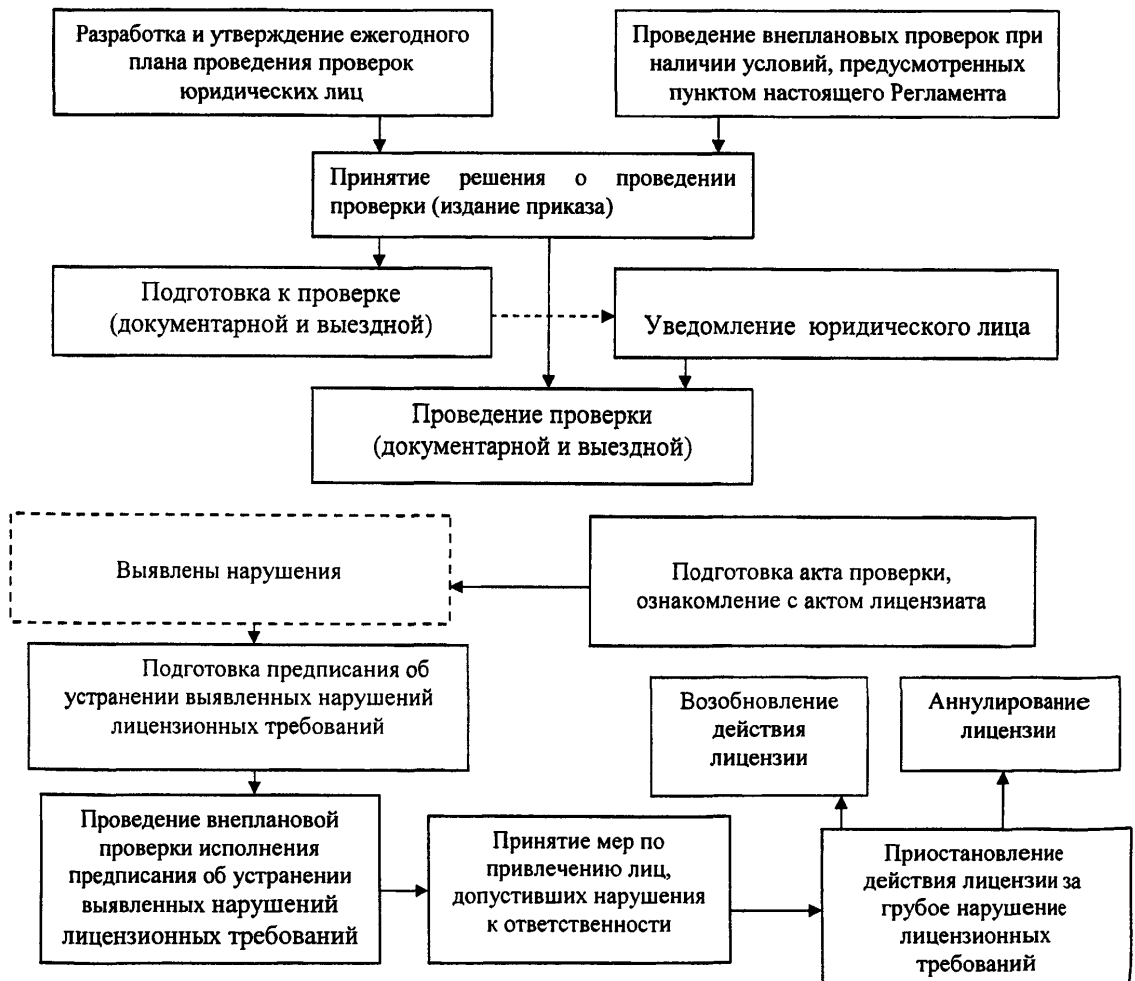 Разработка и утверждение ежегодного
плана проведения проверок
юридических лиц
Проведение внеплановых проверок при
наличии условий, предусмотренных
пунктом настоящего Регламента
Принятие решения о проведении
проверки (издание приказа)
Подготовка к проверке
(документарной и выездной)
Уведомление юридического лица
Проведение проверки
(документарной и выездной)
Выявлены нарушения
Подготовка акта проверки,
ознакомление с актом лицензиата
Подготовка предписания об
устранении выявленных нарушений
лицензионных требований
Возобновление
действия
лицензии
Аннулирование
лицензии
Проведение внеплановой
проверки исполнения
предписания об устранении
выявленных нарушений
лицензионных требований
Принятие мер по
привлечению лиц,
допустивших нарушения
к ответственности
Приостановление
действия лицензии за
грубое нарушение
лицензионных
требований